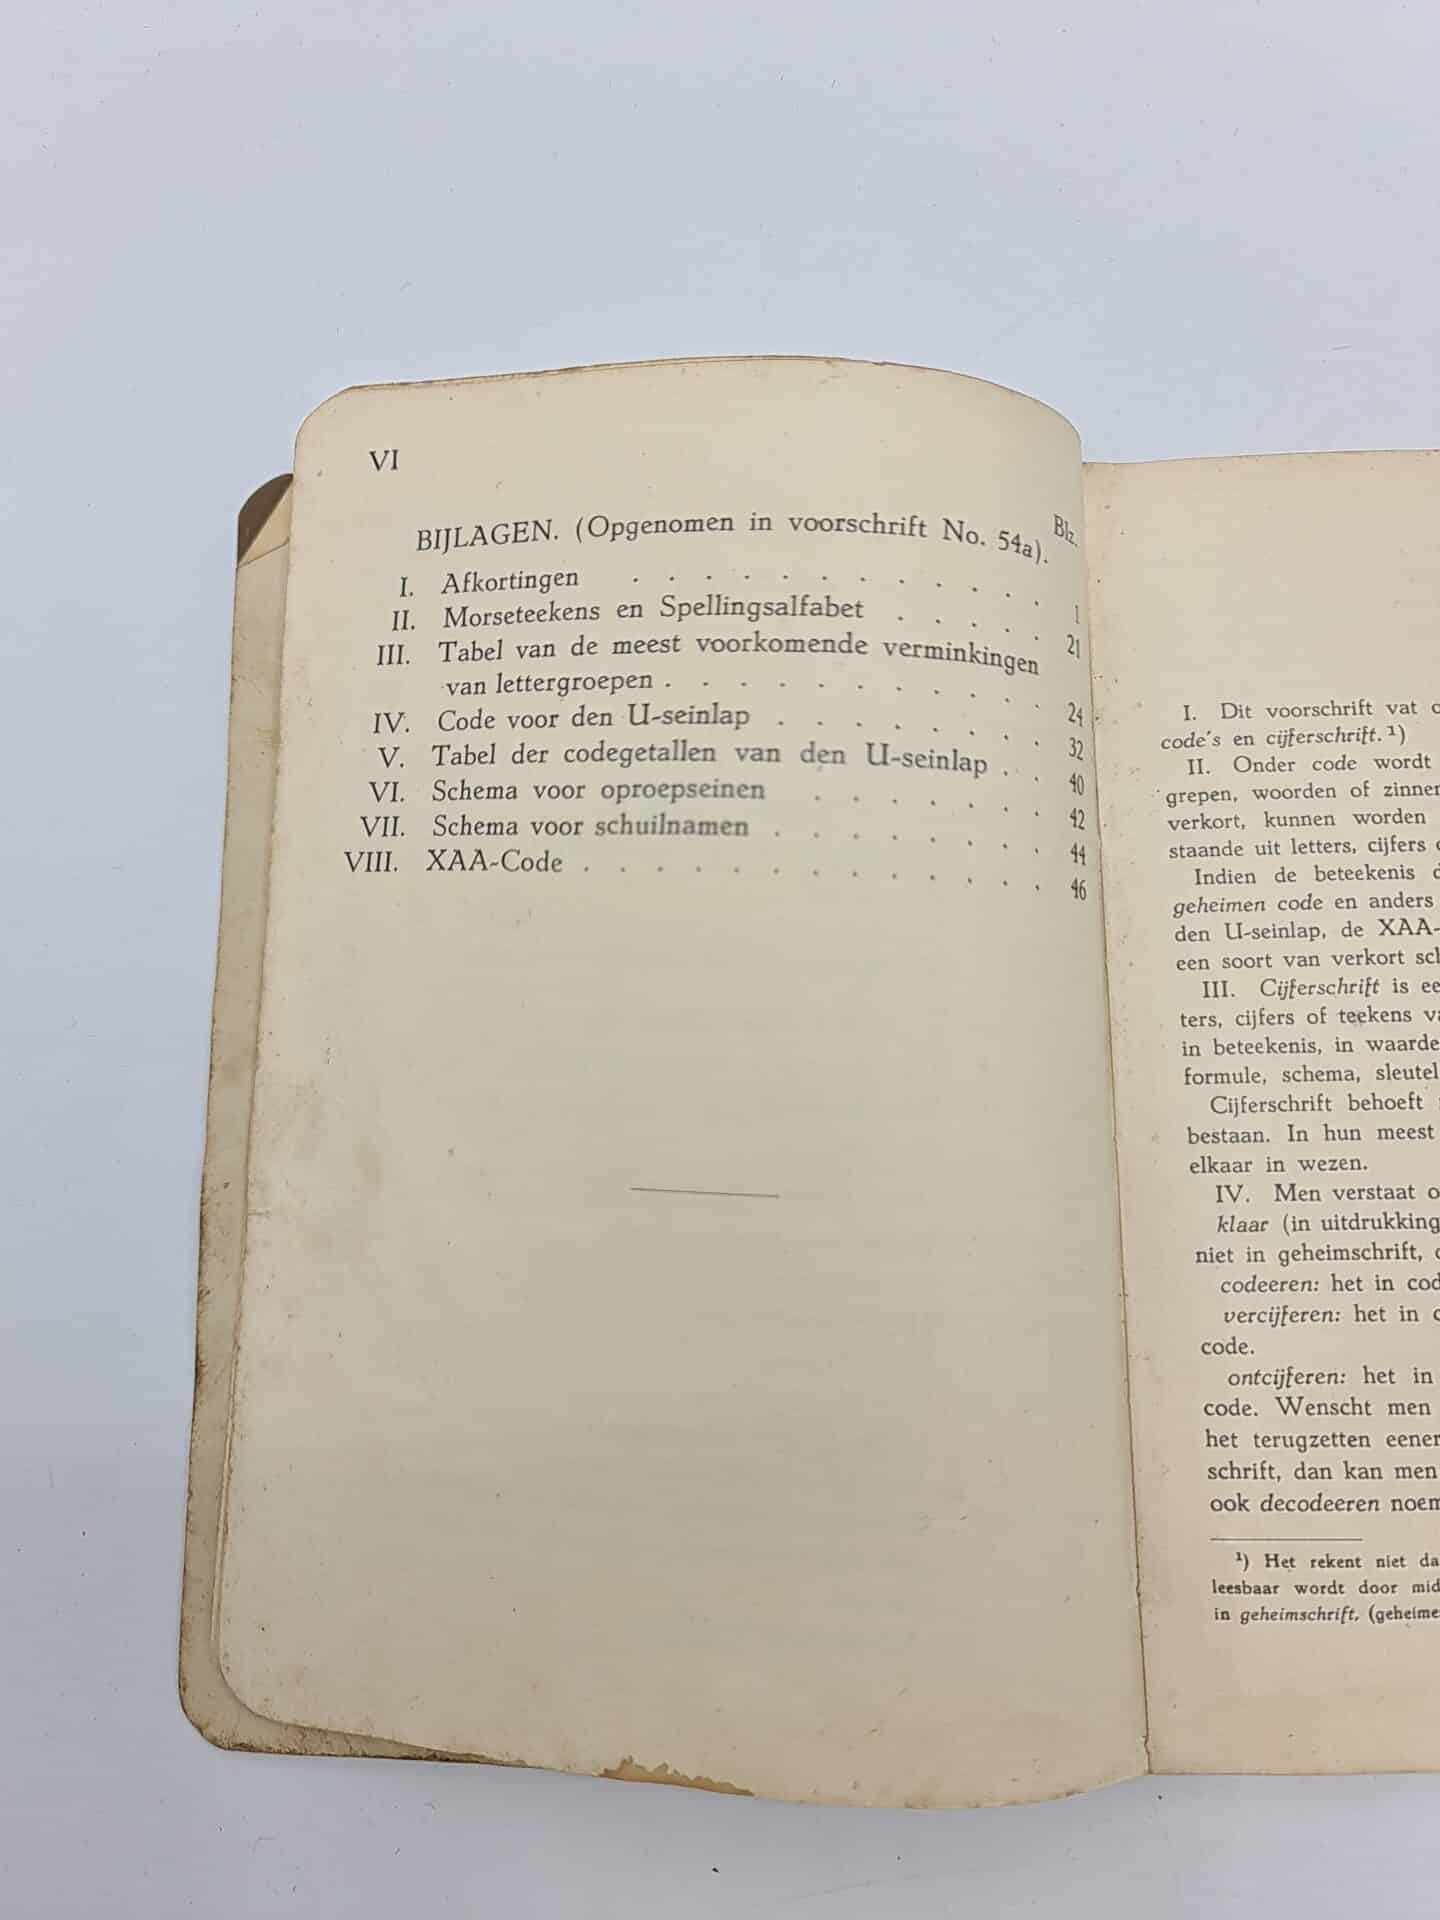 VI
BIJLAGEN. (Opgenomen in voorschrift No. 54a). Blz.
I. Afkortingen . . . . . . . . . . . . 1
II. Morseteekens en Spellingsalfabet . . . . . 21
III. Tabel van de meest voorkomende verminkingen
van lettergroepen . . . . . . . . . . . 24
IV. Code voor den U-seinlap . . . . . . . . 32
V. Tabel der codegetallen van den U-seinlap . . 40
VI. Schema voor oproepseinen . . . . . . . 42
VII. Schema voor schuilnamen . . . . . . . . 44
VIII. XAA-Code . . . . . . . . . . . . . 46
I. Dit voorschrift vat
code's en cijferschrift.¹)
II. Onder code wordt
grepen, woorden of zinnen
verkort, kunnen worden
staande uit letters, cijfers
Indien de beteekenis
geheimen code en anders
den U-seinlap, de XAA-
een soort van verkort
III. Cijferschrift is
ters, cijfers of teekens
in beteekenis, in waarde
formule, schema, sleutel
Cijferschrift behoeft
bestaan. In hun meest
elkaar in wezen.
IV. Men verstaat
klaar (in uitdrukking
niet in geheimschrift,
codeeren: het in
vercijferen: het in
code.
ontcijferen: het in
code. Wenscht men
het terugzetten eener
schrift, dan kan men
ook decodeeren
¹) Het rekent niet
leesbaar wordt door
in geheimschrift, (geheime